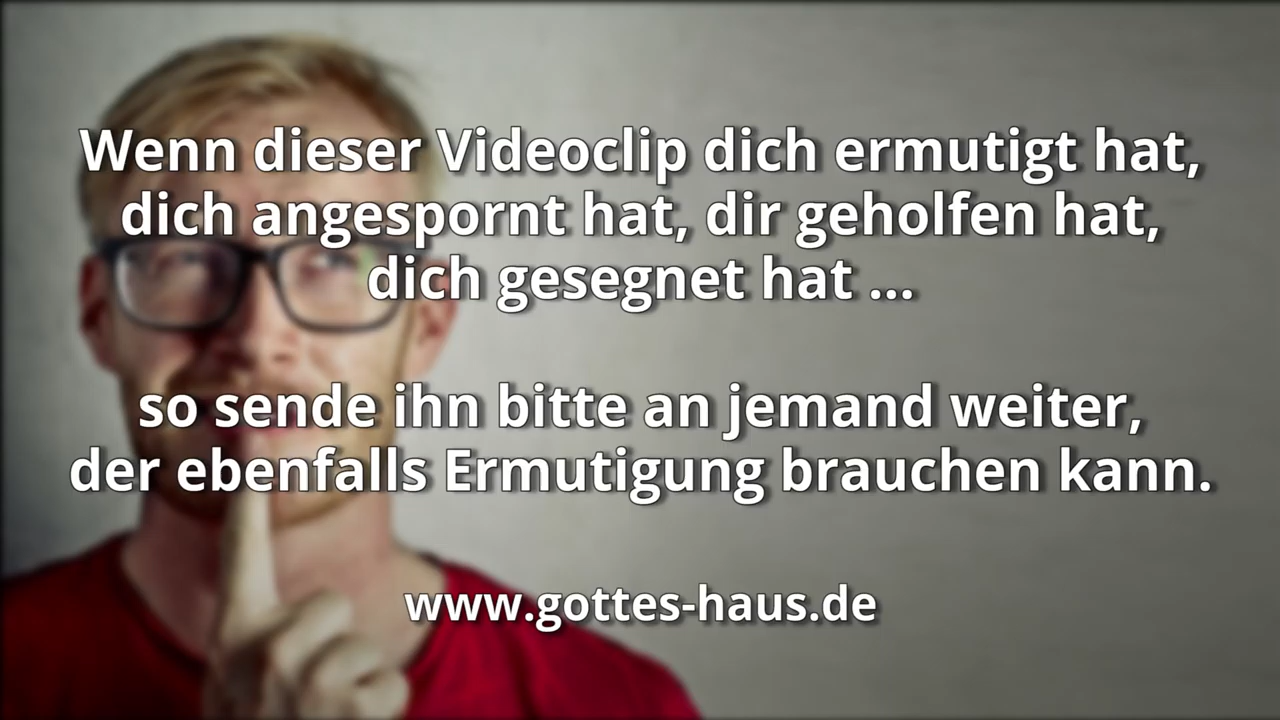 Wenn dieser Videoclip dich ermutigt hat,
dich angespornt hat, dir geholfen hat,
dich gesegnet hat ...
so sende ihn bitte an jemand weiter,
der ebenfalls Ermutigung brauchen kann.
www.gottes-haus.de